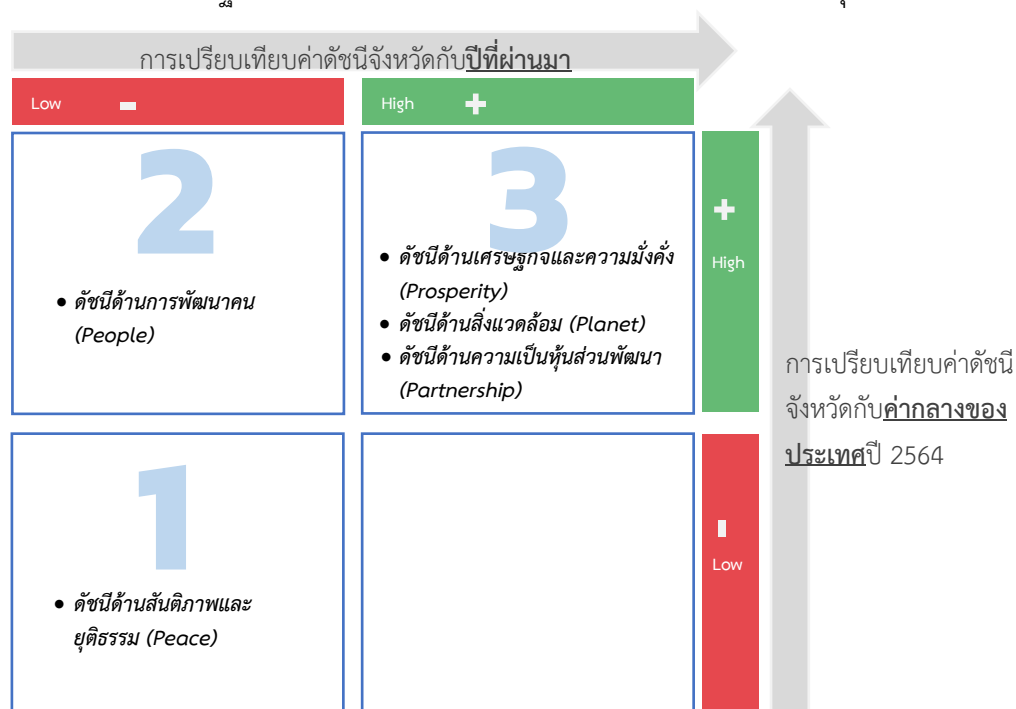 การเปรียบเทียบค่าดัชนีจังหวัดกับปีที่ผ่านมา
Low -
High +
2
• ดัชนีด้านการพัฒนาคน
(People)
3
• ดัชนีด้านเศรษฐกิจและความมั่งคั่ง
(Prosperity)
• ดัชนีด้านสิ่งแวดล้อม (Planet)
• ดัชนีด้านความเป็นหุ้นส่วนพัฒนา
(Partnership)
+
High
การเปรียบเทียบค่าดัชนี
จังหวัดกับค่ากลางของ
ประเทศปี 2564
1
• ดัชนีด้านสันติภาพและ
ยุติธรรม (Peace)
-
Low